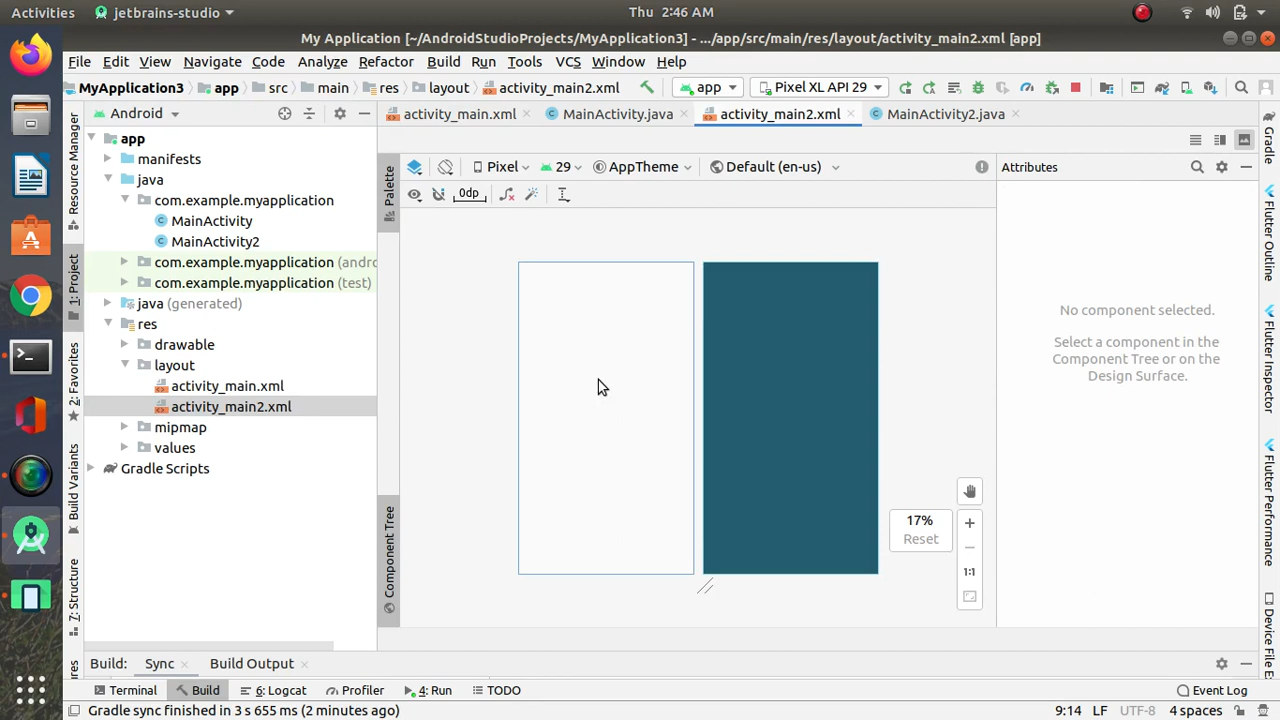 Activities jetbrains-studio Thu 2:46 AM
My Application [~/AndroidStudioProjects/MyApplication3] - .../app/src/main/res/layout/activity_main2.xml [app]
File Edit View Navigate Code Analyze Refactor Build Run Tools VCS Window Help
MyApplication3 app src main res layout activity_main2.xml app Pixel XL API 29
Android activity_main.xml MainActivity.java activity_main2.xml MainActivity2.java
app
manifests
java
com.example.myapplication
MainActivity
MainActivity2
com.example.myapplication (andro
com.example.myapplication (test)
java (generated)
res
drawable
layout
activity_main.xml
activity_main2.xml
mipmap
values
Gradle Scripts
Resource Manager
1: Project
2: Favorites
Build Variants
7: Structure
Palette
Component Tree
Pixel 29 AppTheme Default (en-us)
0dp
17%
Reset
1:1
Attributes
No component selected.
Select a component in the
Component Tree or on the
Design Surface.
Gradle
Flutter Outline
Flutter Inspector
Flutter Performance
Device File E
Build: Sync Build Output
Terminal Build 6: Logcat Profiler 4: Run TODO Event Log
Gradle sync finished in 3 s 655 ms (2 minutes ago) 9:14 LF UTF-8 4 spaces